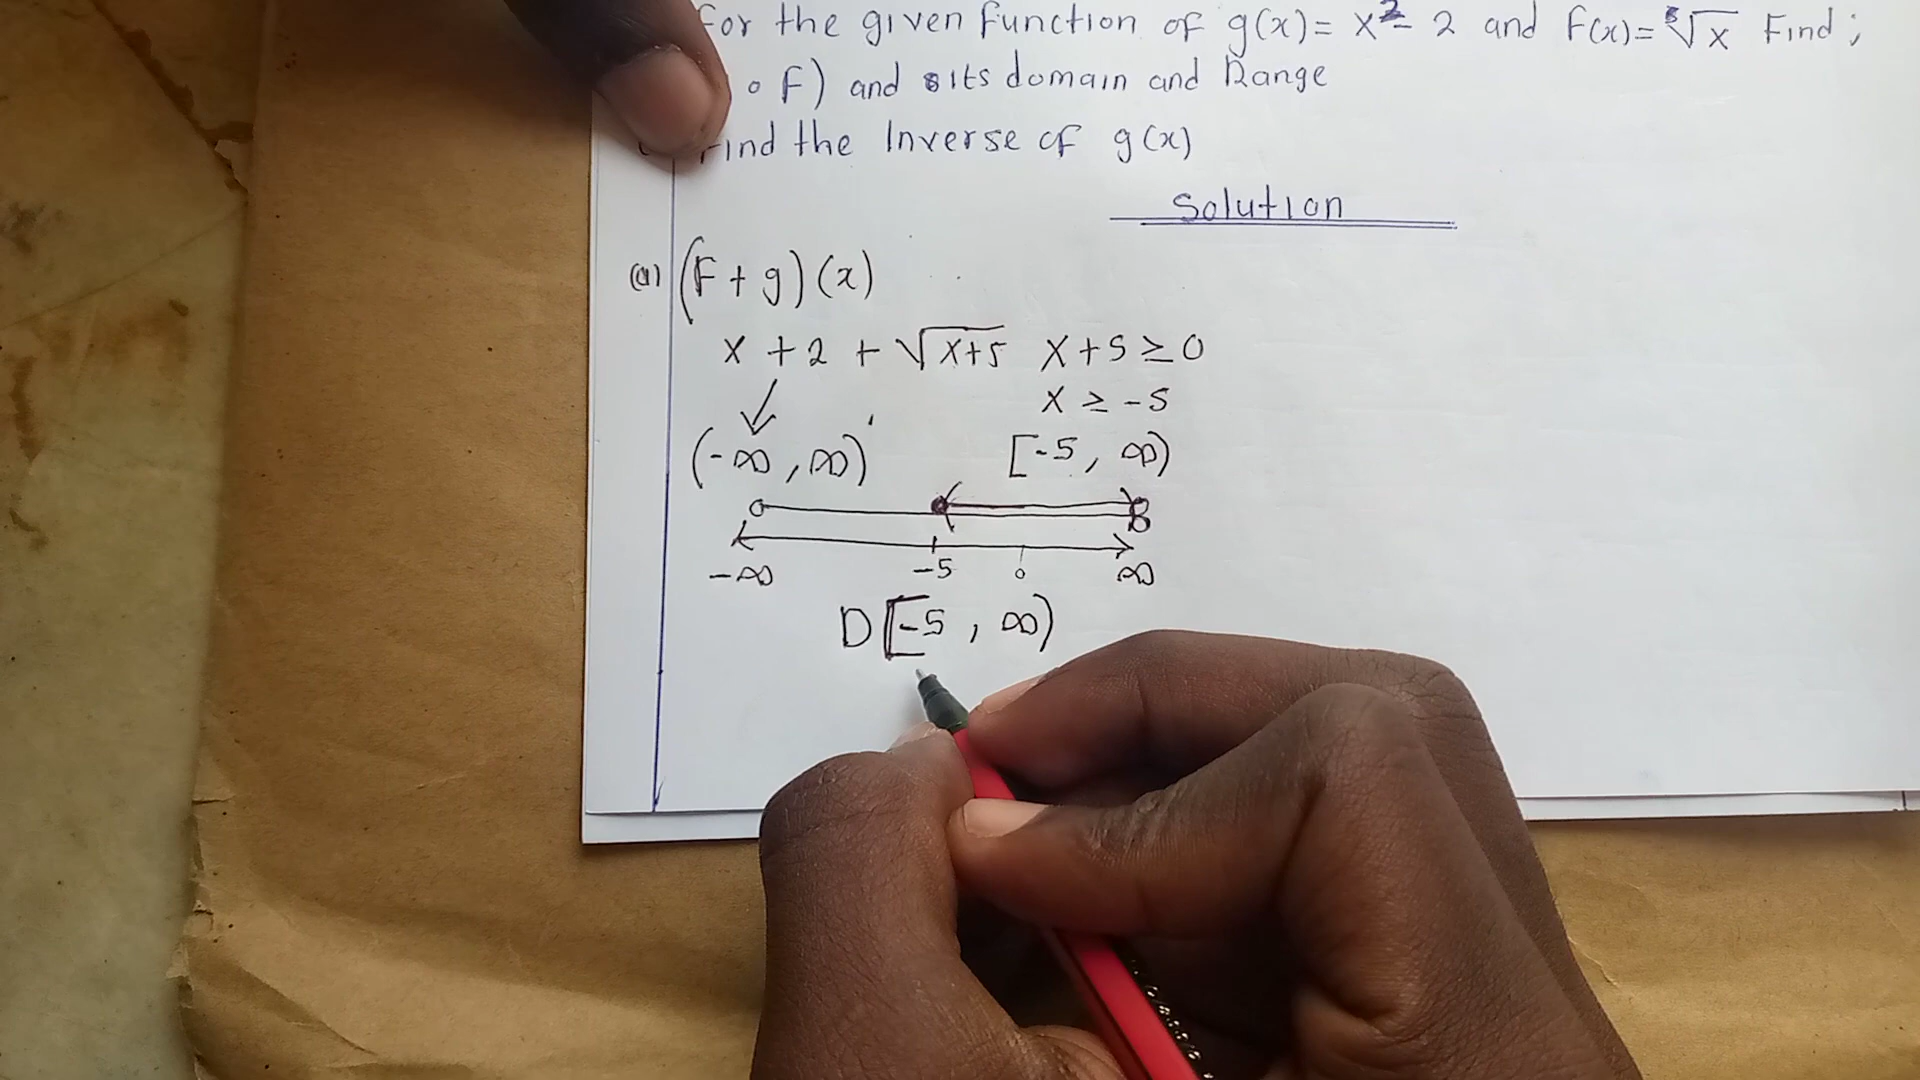 For the given function of g(x)= x² - 2 and f(x)= ³√x Find ;
∘ f) and its domain and Range
Find the Inverse of g(x)
Solution
(a) (F + g)(x)
x + 2 + √x+5 x + 5 ≥ 0
x ≥ -5
(-∞, ∞) [-5, ∞)
-∞ -5 0 ∞
D[-5, ∞)